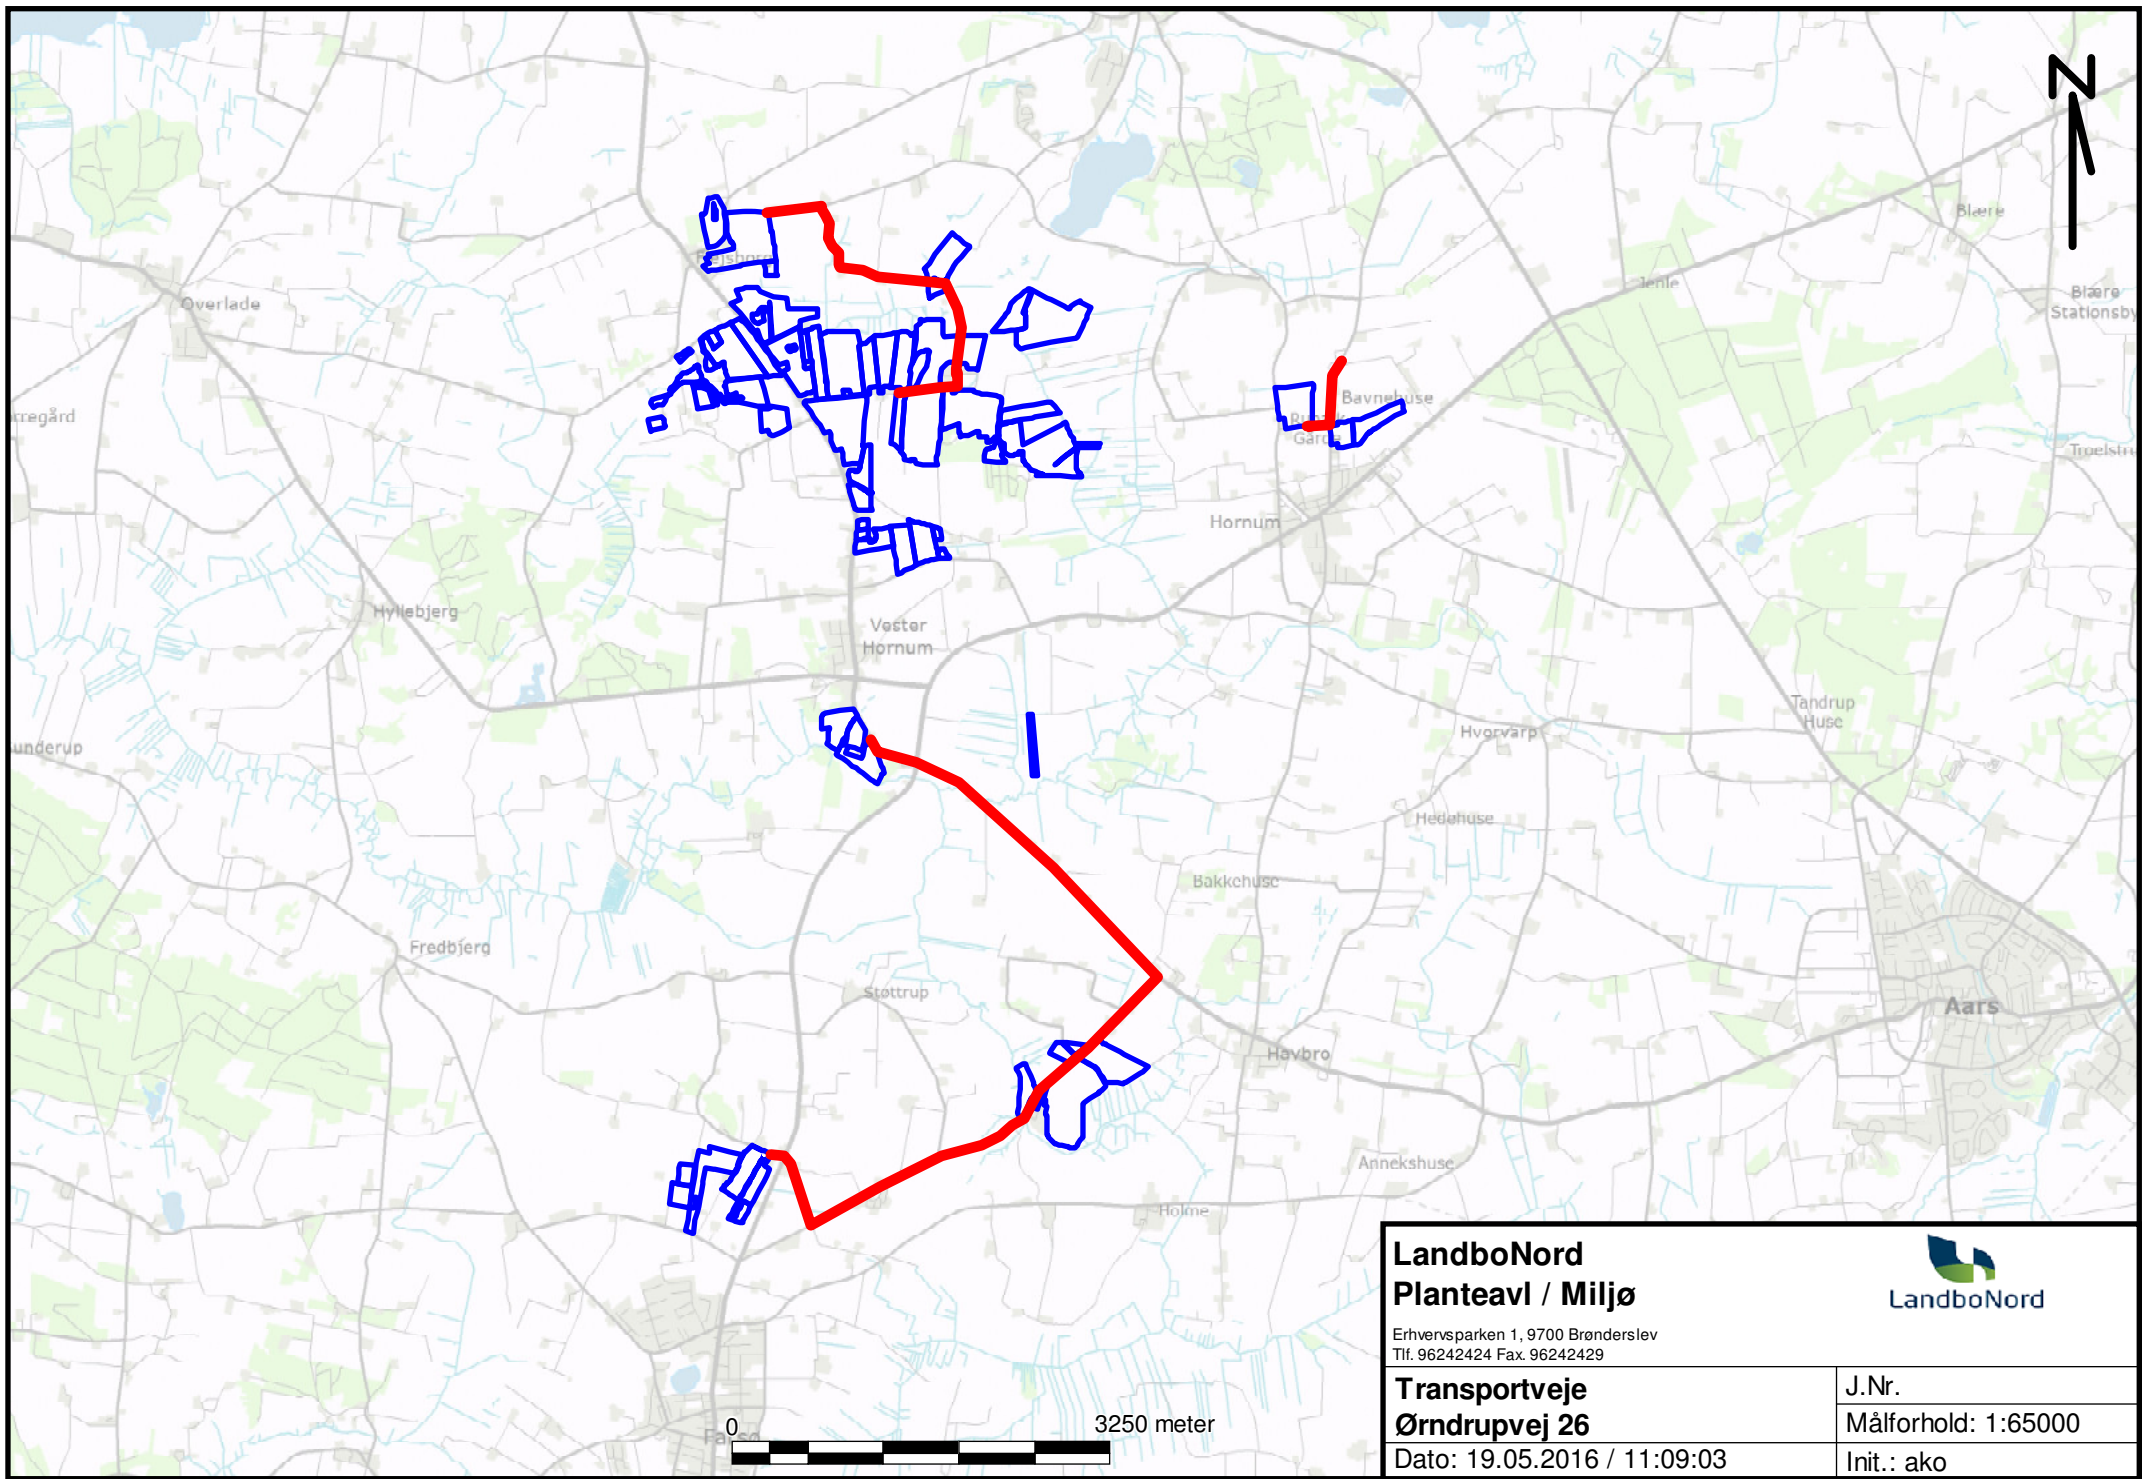 Blære
Jenle
Blære
Stationsby
Overlade
Bavnehuse
Gårde
Hornum
Hyllebjerg
Vester
Hornum
Tandrup
Huse
Hvorvarp
Hedehuse
Bakkehuse
Fredbjerg
Støttrup
Aars
Havbro
Annekshuse
Holme
Farsø
0
3250 meter
LandboNord
Planteavl / Miljø
Erhvervsparken 1, 9700 Brønderslev
Tlf. 96242424 Fax. 96242429
LandboNord
Transportveje
Ørndrupvej 26
Dato: 19.05.2016 / 11:09:03
J.Nr.
Målforhold: 1:65000
Init.: ako
N